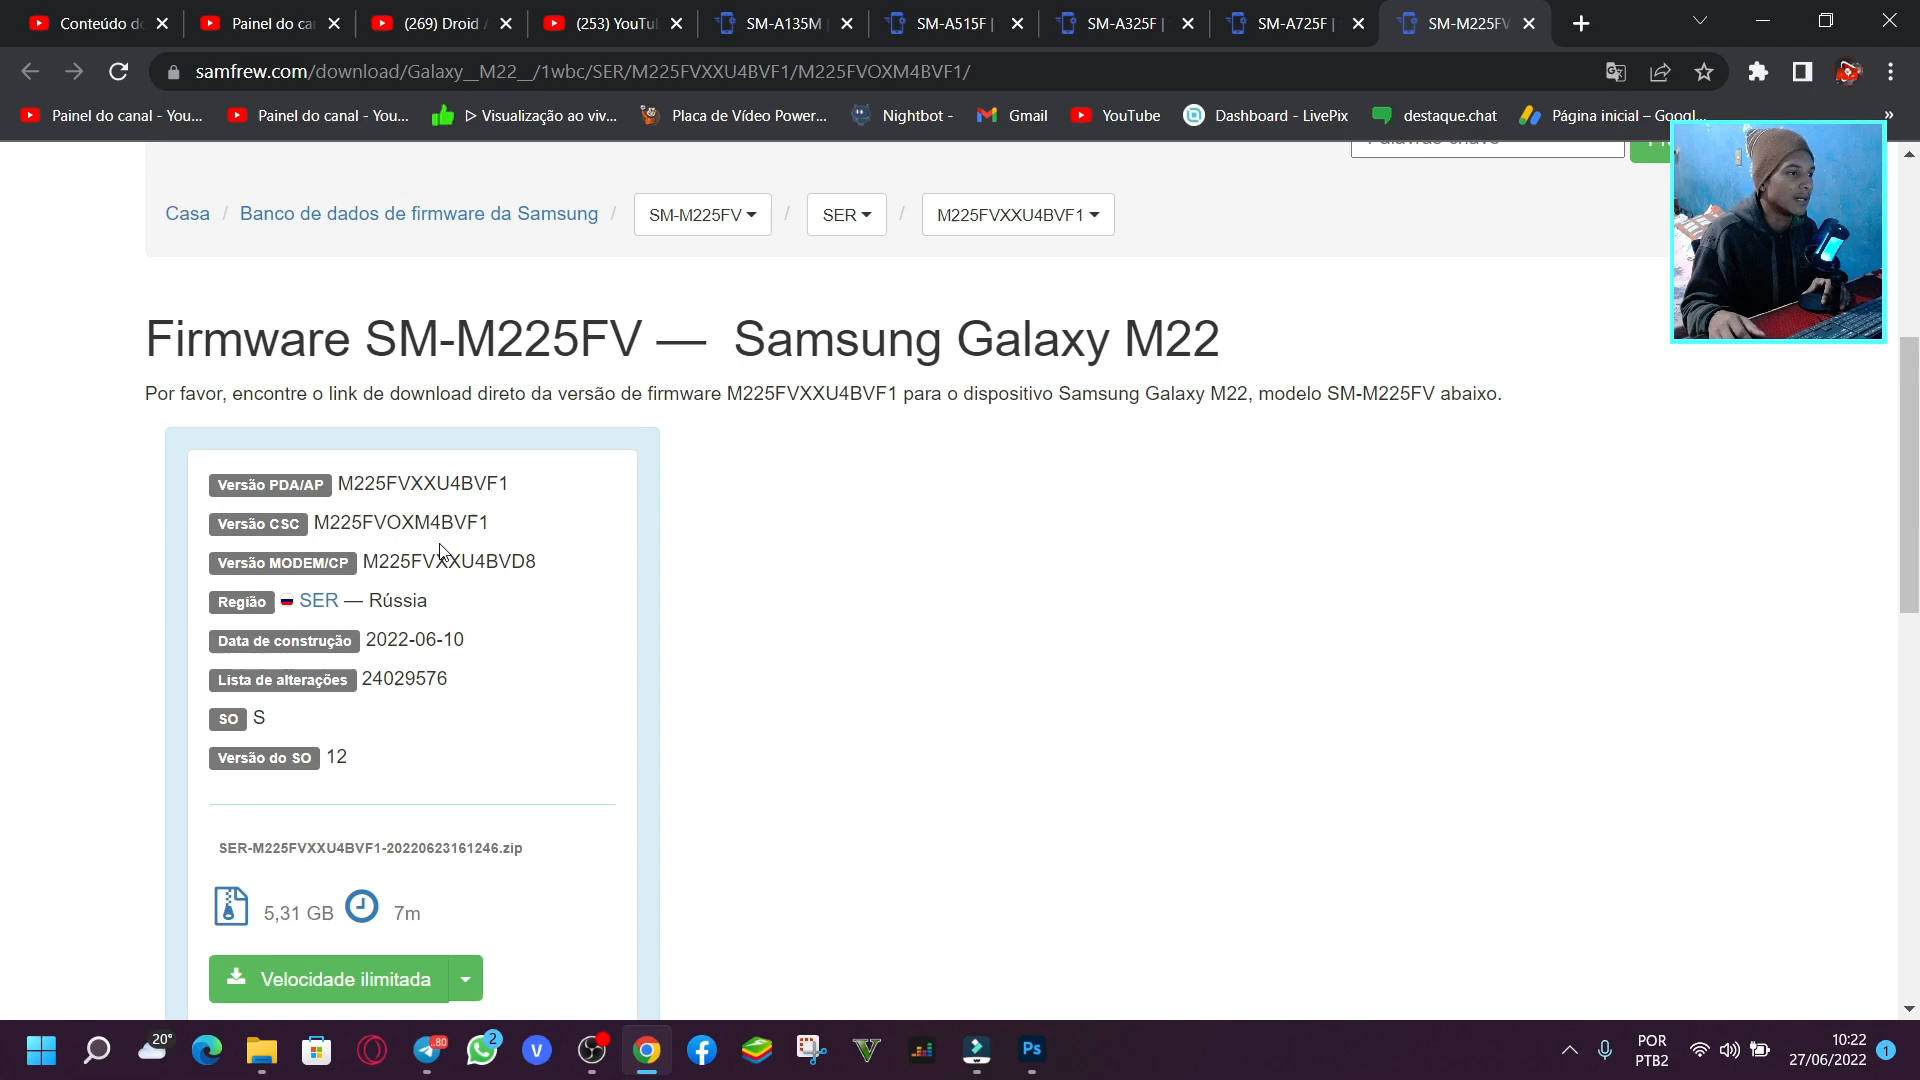 Conteúdo d
Painel do ca
(269) Droid
(253) YouTu
SM-A135M
SM-A515F |
SM-A325F |
SM-A725F |
SM-M225FV
samfrew.com/download/Galaxy__M22__/1wbc/SER/M225FVXXU4BVF1/M225FVOXM4BVF1/
Painel do canal - You...
Painel do canal - You...
▷ Visualização ao viv...
Placa de Vídeo Power...
Nightbot -
Gmail
YouTube
Dashboard - LivePix
destaque.chat
Página inicial – Googl...
»
Casa / Banco de dados de firmware da Samsung / SM-M225FV / SER / M225FVXXU4BVF1
Firmware SM-M225FV — Samsung Galaxy M22
Por favor, encontre o link de download direto da versão de firmware M225FVXXU4BVF1 para o dispositivo Samsung Galaxy M22, modelo SM-M225FV abaixo.
Versão PDA/AP M225FVXXU4BVF1
Versão CSC M225FVOXM4BVF1
Versão MODEM/CP M225FVXXU4BVD8
Região SER — Rússia
Data de construção 2022-06-10
Lista de alterações 24029576
SO S
Versão do SO 12
SER-M225FVXXU4BVF1-20220623161246.zip
5,31 GB 7m
Velocidade ilimitada
20°
80
2
V
V
Ps
POR
PTB2
10:22
27/06/2022
1